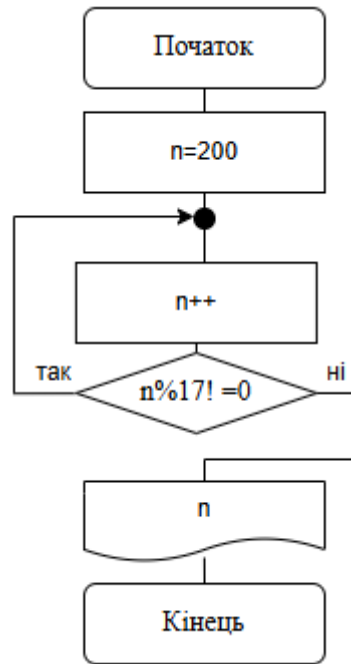 Початок
n=200
n++
так
n%17! =0
ні
n
Кінець